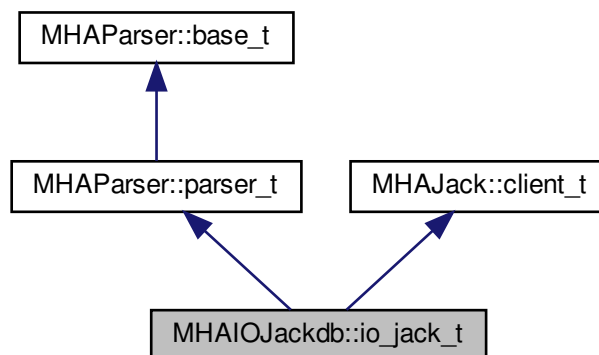 MHAParser::base_t
MHAParser::parser_t
MHAJack::client_t
MHAIOJackdb::io_jack_t